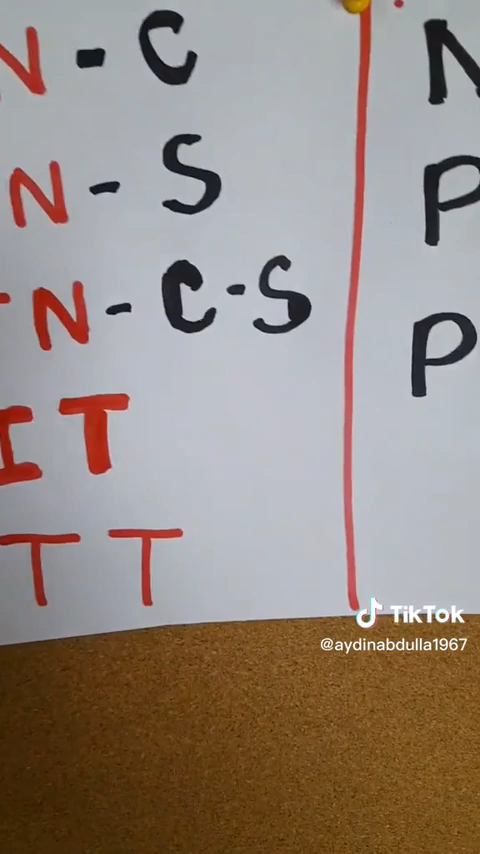 N-C
N-S
N-C-S
IT
TT
N
P
P
TikTok
@aydinabdulla1967